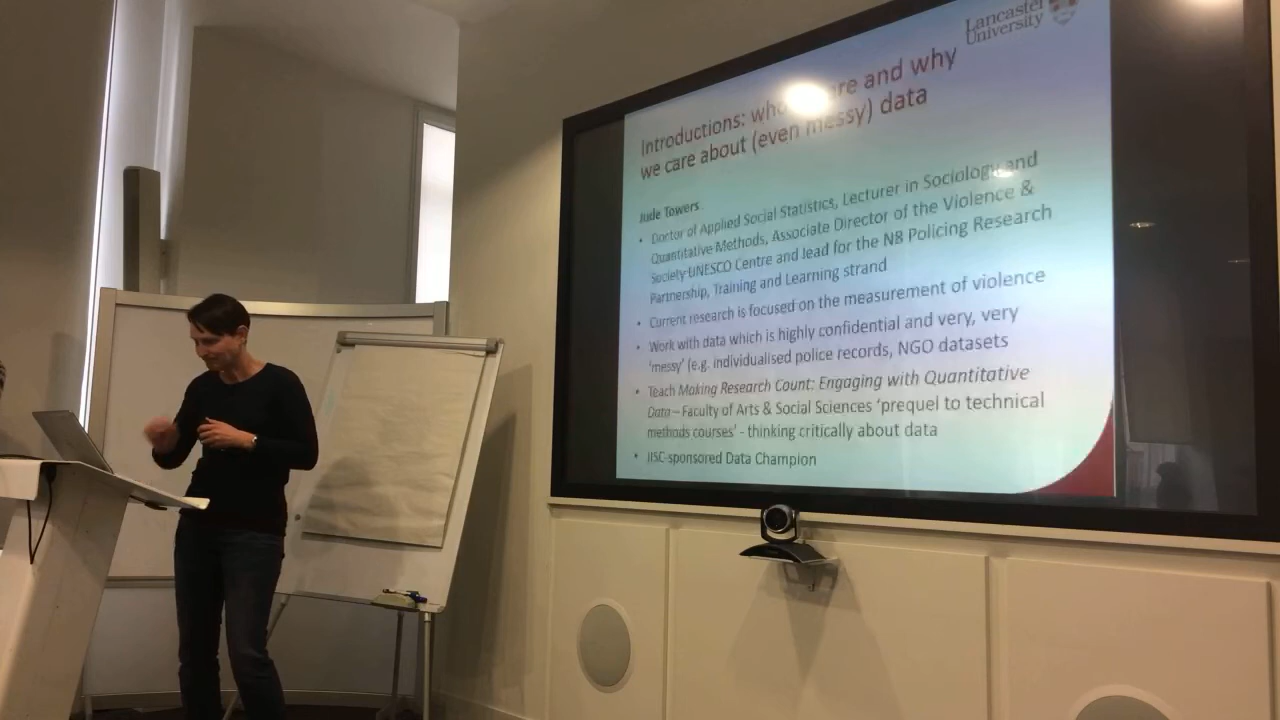 Lancaster
University
Introductions: who are and why
we care about (even messy) data
Jude Towers
• Doctor of Applied Social Statistics, Lecturer in Sociology and
Quantitative Methods, Associate Director of the Violence &
Society UNESCO Centre and lead for the N8 Policing Research
Partnership, Training and Learning strand
• Current research is focused on the measurement of violence
• Work with data which is highly confidential and very, very
'messy' (e.g. individualised police records, NGO datasets
• Teach Making Research Count: Engaging with Quantitative
Data – Faculty of Arts & Social Sciences 'prequel to technical
methods courses' - thinking critically about data
• JISC-sponsored Data Champion